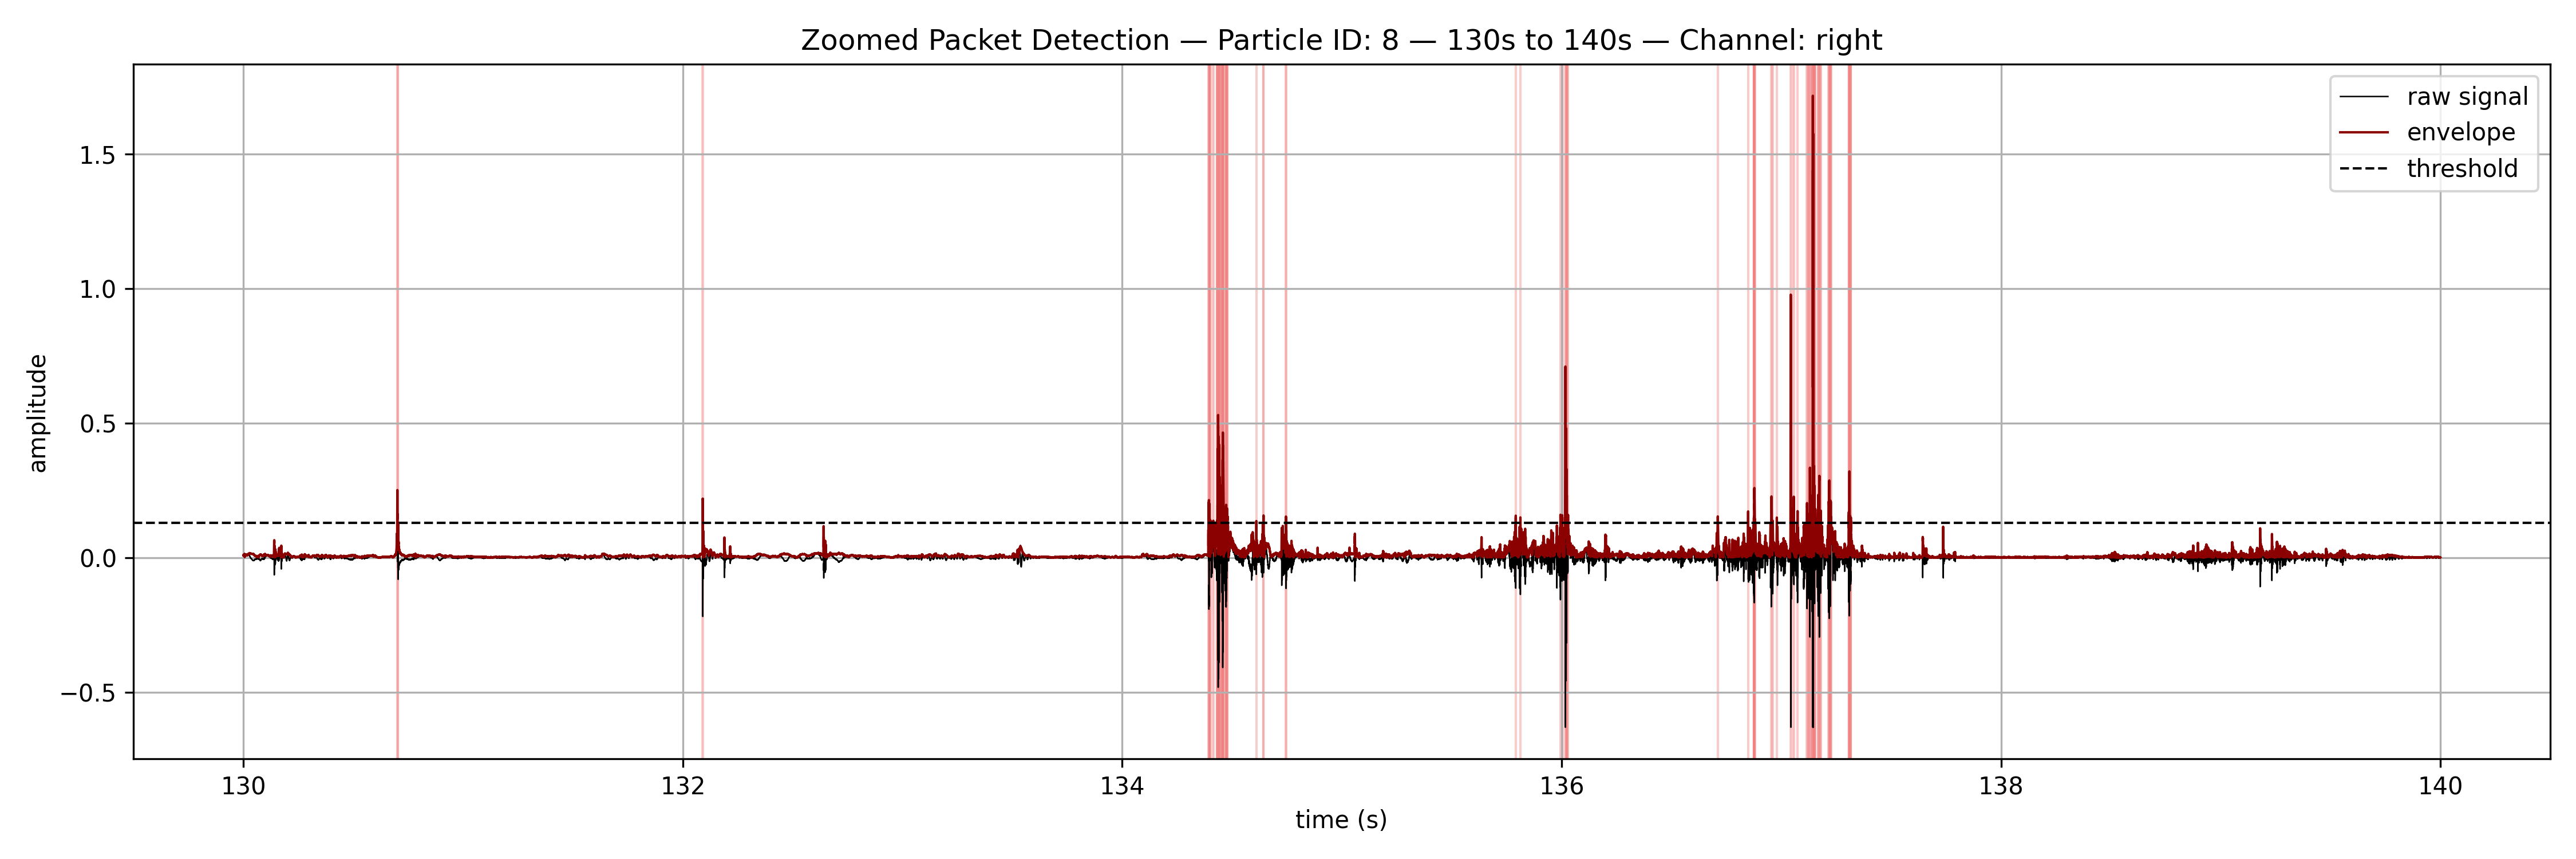 Zoomed Packet Detection — Particle ID: 8 — 130s to 140s — Channel: right
raw signal
envelope
threshold
1.5
1.0
0.5
0.0
−0.5
amplitude
130 132 134 136 138 140
time (s)